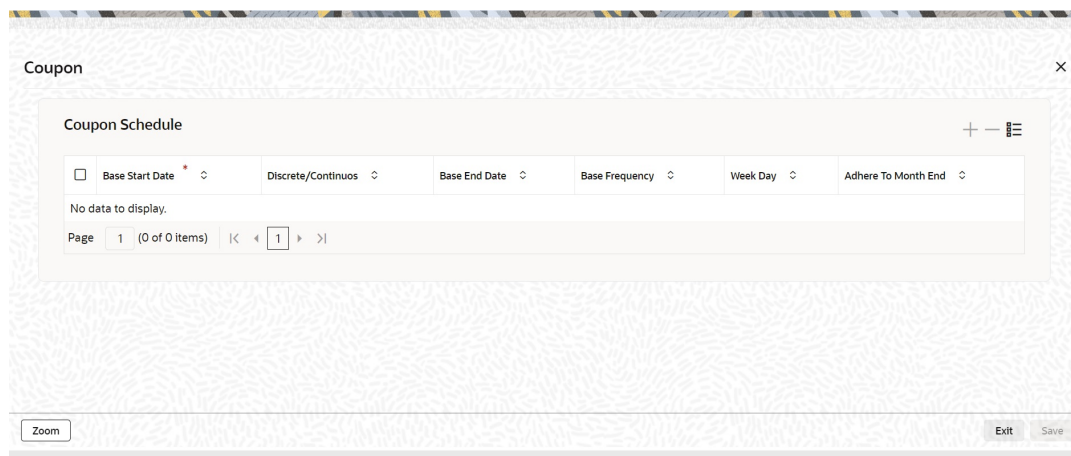 Coupon
Coupon Schedule
Base Start Date * Discrete/Continuos Base End Date Base Frequency Week Day Adhere To Month End
No data to display.
Page 1 (0 of 0 items) 1
Zoom Exit Save